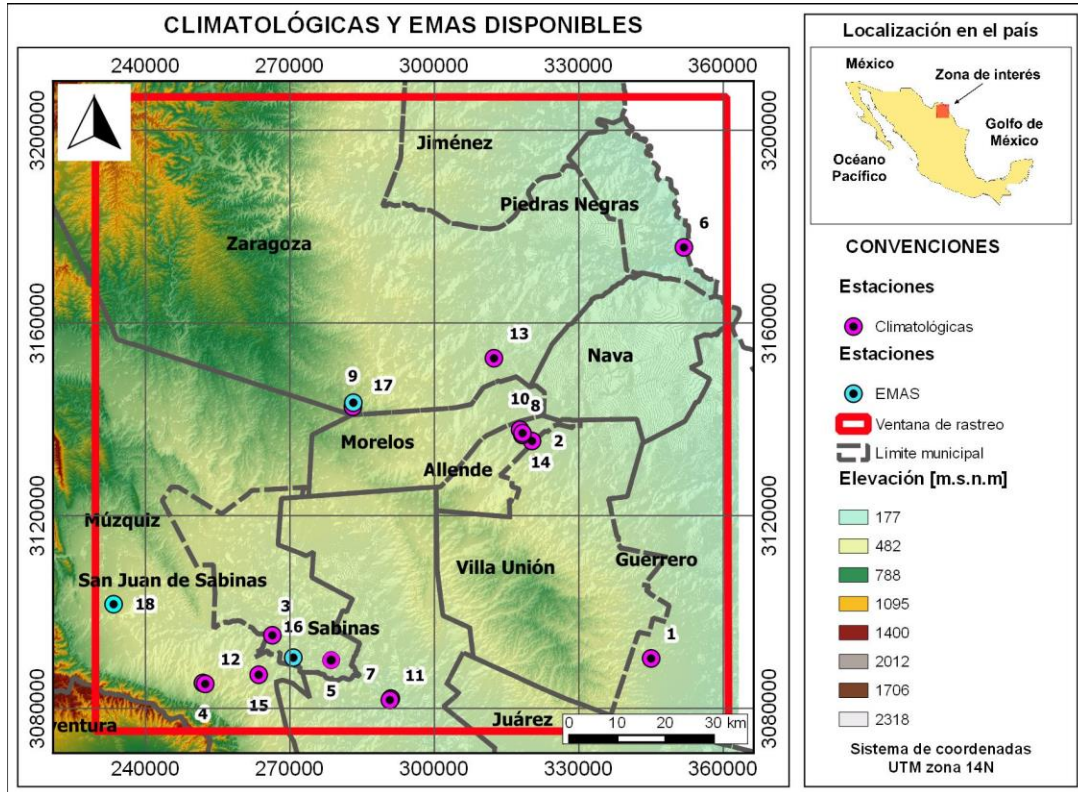 CLIMATOLÓGICAS Y EMAS DISPONIBLES
240000 270000 300000 330000 360000
3200000 3200000
3160000 3160000
3120000 3120000
3080000 3080000
Jiménez
Piedras Negras
6
Zaragoza
13
Nava
9 17
10 8
Morelos
2
Allende 14
Múzquiz
Villa Unión Guerrero
San Juan de Sabinas
18
3
16 Sabinas
1
12
7 11
15 5
4
Juárez
ventura
0 10 20 30 km
240000 270000 300000 330000 360000
Localización en el país
México
Zona de interés
Golfo de
México
Océano
Pacífico
CONVENCIONES
Estaciones
Climatológicas
Estaciones
EMAS
Ventana de rastreo
Límite municipal
Elevación [m.s.n.m]
177
482
788
1095
1400
2012
1706
2318
Sistema de coordenadas
UTM zona 14N